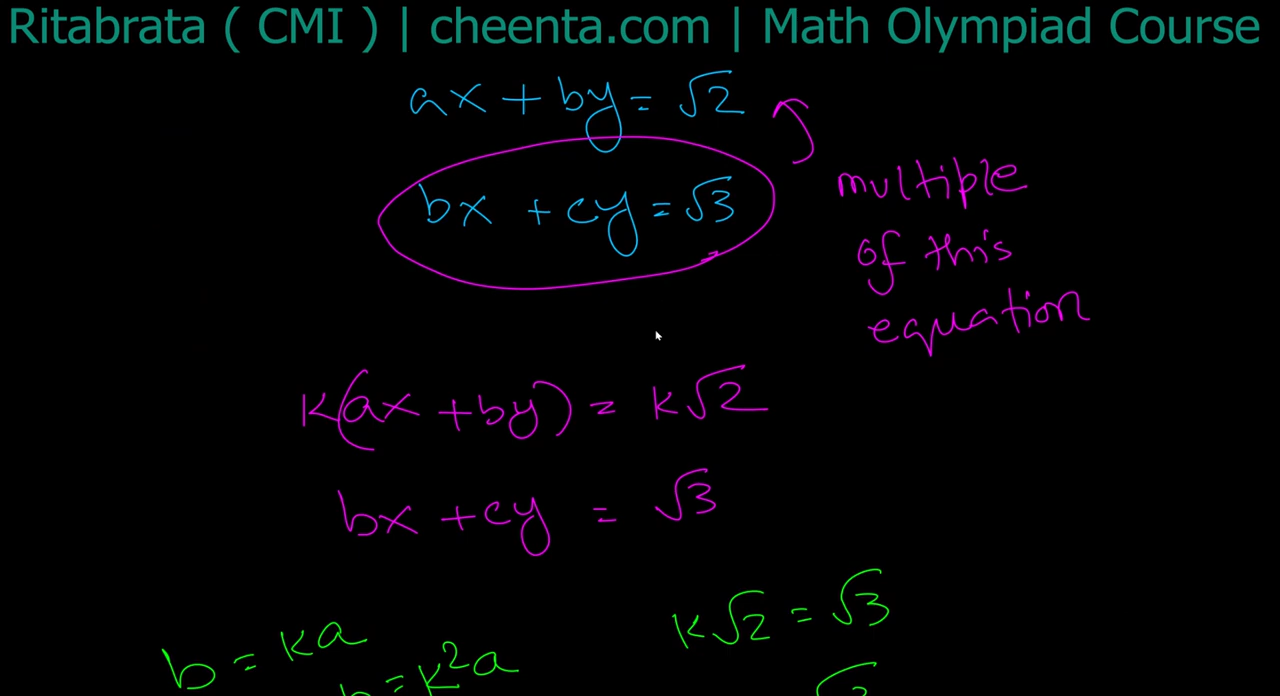 Ritabrata ( CMI ) | cheenta.com | Math Olympiad Course
ax + by = √2
bx + cy = √3
multiple
of this
equation
k(ax + by) = k√2
bx + cy = √3
k√2 = √3
b = ka
= k²a